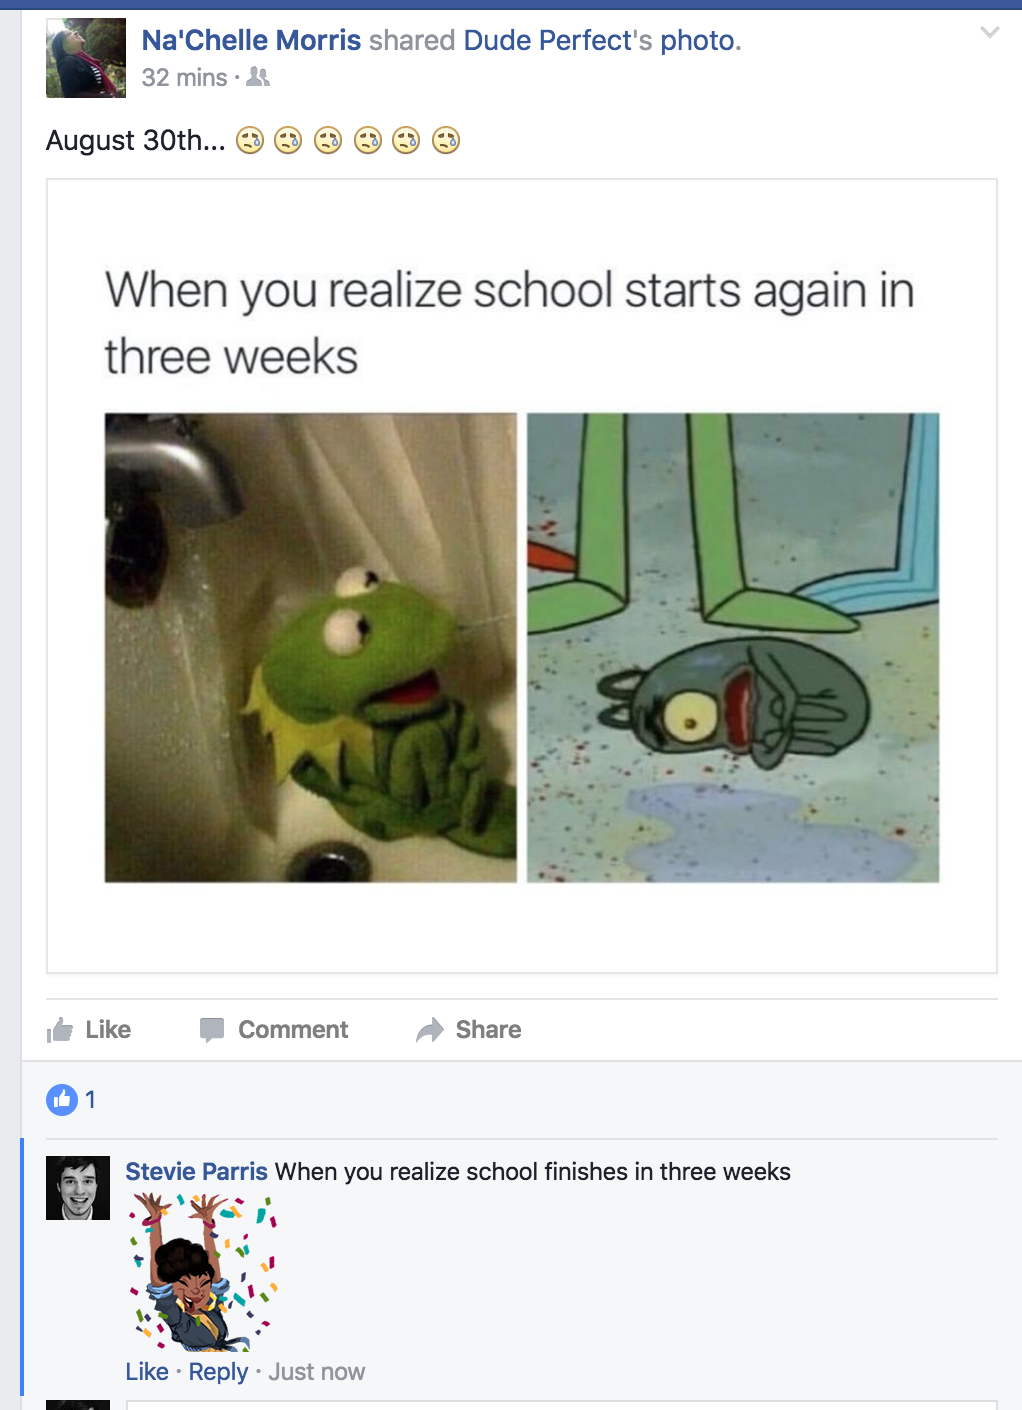 Na'Chelle Morris shared Dude Perfect's photo.
32 mins ·
August 30th...
When you realize school starts again in
three weeks
Like Comment Share
1
Stevie Parris When you realize school finishes in three weeks
Like · Reply · Just now